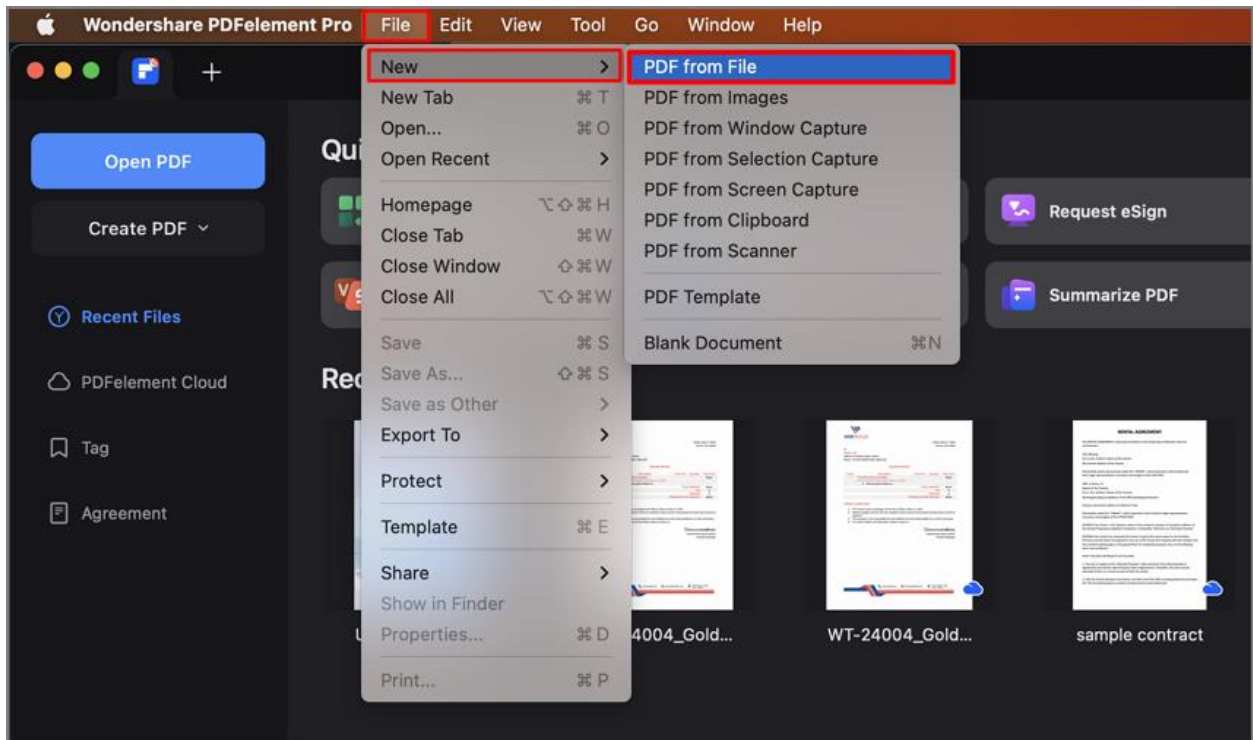 Wondershare PDFelement Pro File Edit View Tool Go Window Help
New
New Tab ⌘ T
Open... ⌘ O
Open Recent
Homepage ⌥⇧⌘ H
Close Tab ⌘ W
Close Window ⇧⌘ W
Close All ⌥⇧⌘ W
Save ⌘ S
Save As... ⇧⌘ S
Save as Other
Export To
Protect
Template ⌘ E
Share
Show in Finder
Properties... ⌘ D
Print... ⌘ P
PDF from File
PDF from Images
PDF from Window Capture
PDF from Selection Capture
PDF from Screen Capture
PDF from Clipboard
PDF from Scanner
PDF Template
Blank Document ⌘N
Open PDF
Create PDF
Recent Files
PDFelement Cloud
Tag
Agreement
Qui
Request eSign
Summarize PDF
Rec
RENTAL AGREEMENT
4004_Gold...
WT-24004_Gold...
sample contract